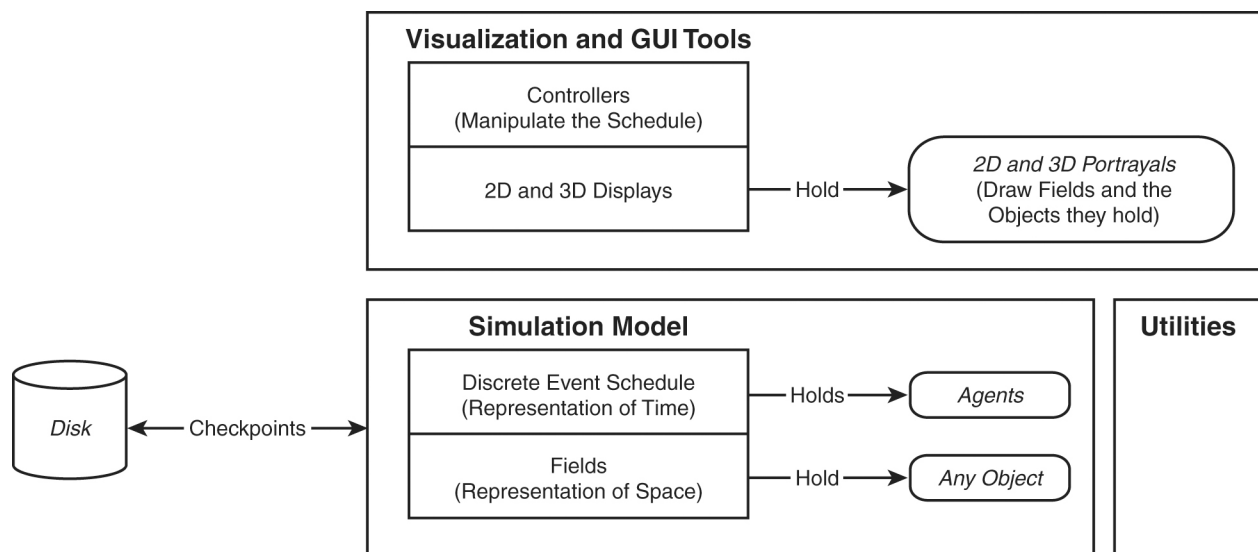 Visualization and GUI Tools
Controllers
(Manipulate the Schedule)
2D and 3D Displays
Hold
2D and 3D Portrayals
(Draw Fields and the
Objects they hold)
Simulation Model
Utilities
Discrete Event Schedule
(Representation of Time)
Holds
Agents
Disk
Checkpoints
Fields
(Representation of Space)
Hold
Any Object